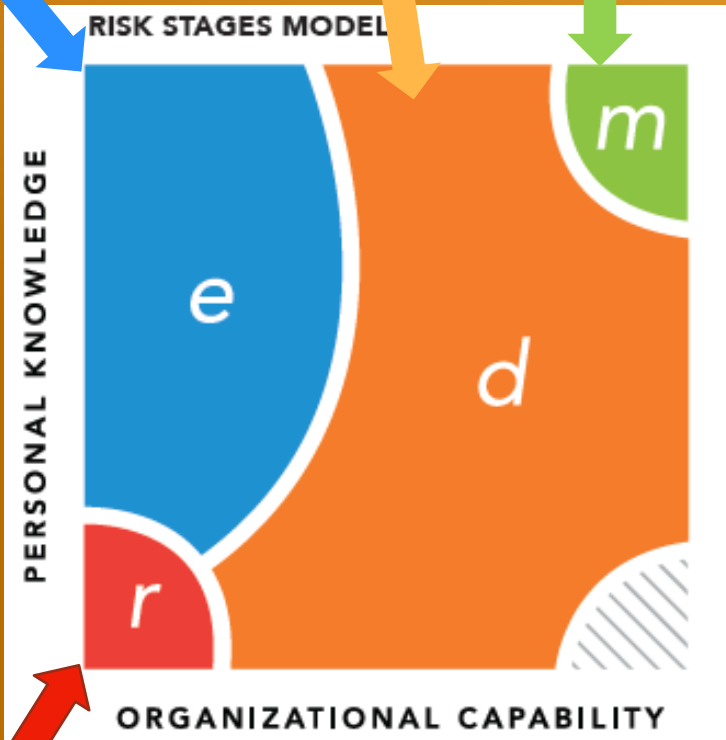 RISK STAGES MODEL
m
PERSONAL KNOWLEDGE
e
d
r
ORGANIZATIONAL CAPABILITY